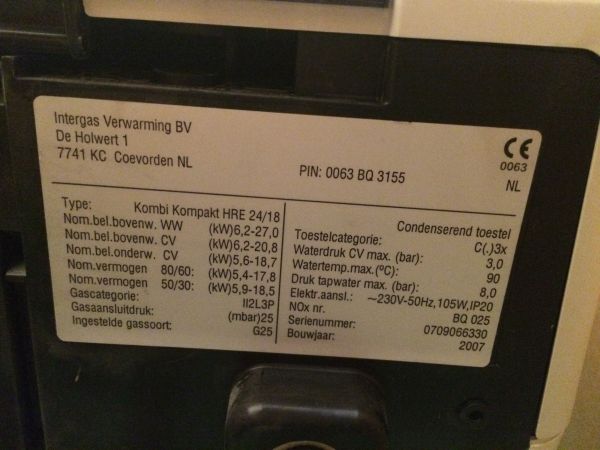 Intergas Verwarming BV
De Holwert 1
7741 KC Coevorden NL
PIN: 0063 BQ 3155
CE
0063
NL
Type: Kombi Kompakt HRE 24/18
Nom.bel.bovenw. WW (kW)6,2-27,0
Nom.bel.bovenw. CV (kW)6,2-20,8
Nom.bel.onderw. CV (kW)5,6-18,7
Nom.vermogen 80/60: (kW)5,4-17,8
Nom.vermogen 50/30: (kW)5,9-18,5
Gascategorie: II2L3P
Gasaansluitdruk: (mbar)25
Ingestelde gassoort: G25
Condenserend toestel
Toestelcategorie: C(.)3x
Waterdruk CV max. (bar): 3,0
Watertemp.max.(ºC): 90
Druk tapwater max. (bar): 8,0
Elektr.aansl.: ~230V-50Hz,105W,IP20
NOx nr. BQ 025
Serienummer: 0709066330
Bouwjaar: 2007